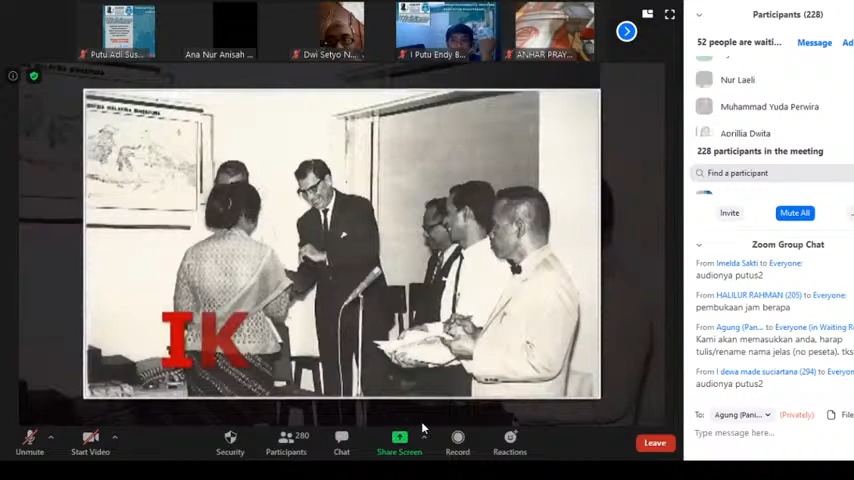 Webinar
Putu Adi Sus...
Ana Nur Anisah ...
Dwi Setyo N...
I Putu Endy B...
ANHAR PRAY...
IK
Unmute
Start Video
Security
280
Participants
Chat
Share Screen
Record
Reactions
Leave
Participants (228)
52 people are waiti...
Message
Ad
Nur Laeli
Muhammad Yuda Perwira
Aprillia Dwita
228 participants in the meeting
Find a participant
Invite
Mute All
Zoom Group Chat
From Imelda Sakti to Everyone:
audionya putus2
From HALILUR RAHMAN (205) to Everyone:
pembukaan jam berapa
From Agung (Pan... to Everyone (in Waiting R
Kami akan memasukkan anda, harap
tulis/rename nama jelas (no peseta). tks
From I dewa made suciartana (294) to Everyone
audionya putus2
To: Agung (Pani... (Privately)
File
Type message here...